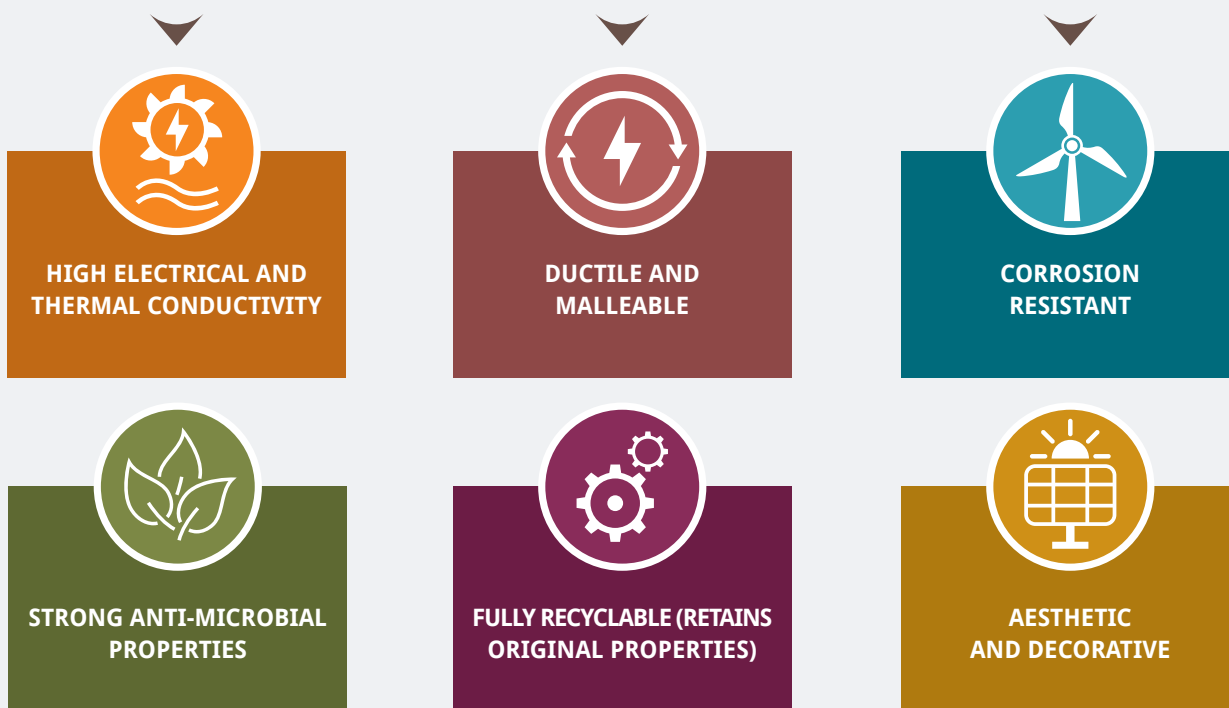 HIGH ELECTRICAL AND
THERMAL CONDUCTIVITY
DUCTILE AND
MALLEABLE
CORROSION
RESISTANT
STRONG ANTI-MICROBIAL
PROPERTIES
FULLY RECYCLABLE (RETAINS
ORIGINAL PROPERTIES)
AESTHETIC
AND DECORATIVE